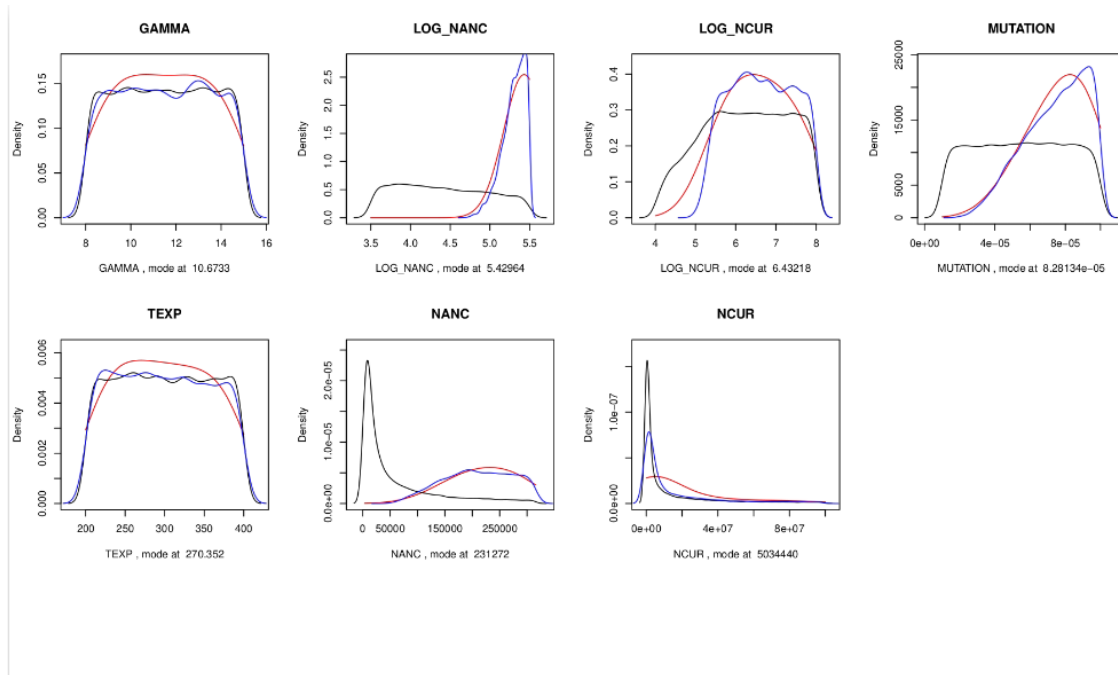 GAMMA
Density
0.00 0.05 0.10 0.15
8 10 12 14 16
GAMMA , mode at 10.6733
LOG_NANC
Density
0.0 0.5 1.0 1.5 2.0 2.5
3.5 4.0 4.5 5.0 5.5
LOG_NANC , mode at 5.42964
LOG_NCUR
Density
0.0 0.1 0.2 0.3 0.4
4 5 6 7 8
LOG_NCUR , mode at 6.43218
MUTATION
Density
0 5000 15000 25000
0e+00 4e-05 8e-05
MUTATION , mode at 8.28134e-05
TEXP
Density
0.000 0.002 0.004 0.006
200 250 300 350 400
TEXP , mode at 270.352
NANC
Density
0.0e+00 1.0e-05 2.0e-05
0 50000 150000 250000
NANC , mode at 231272
NCUR
Density
0.0e+00 1.0e-07
0e+00 4e+07 8e+07
NCUR , mode at 5034440